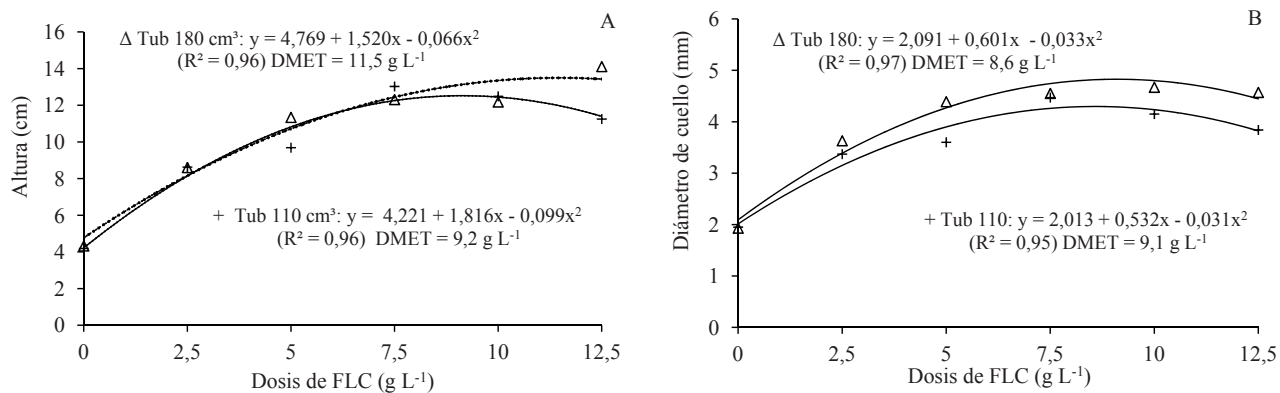 A
Δ Tub 180 cm³: y = 4,769 + 1,520x - 0,066x²
(R² = 0,96) DMET = 11,5 g L⁻¹
+ Tub 110 cm³: y = 4,221 + 1,816x - 0,099x²
(R² = 0,96) DMET = 9,2 g L⁻¹
Altura (cm)
16
14
12
10
8
6
4
2
0
0 2,5 5 7,5 10 12,5
Dosis de FLC (g L⁻¹)
B
Δ Tub 180: y = 2,091 + 0,601x - 0,033x²
(R² = 0,97) DMET = 8,6 g L⁻¹
+ Tub 110: y = 2,013 + 0,532x - 0,031x²
(R² = 0,95) DMET = 9,1 g L⁻¹
Diámetro de cuello (mm)
6
5
4
3
2
1
0
0 2,5 5 7,5 10 12,5
Dosis de FLC (g L⁻¹)